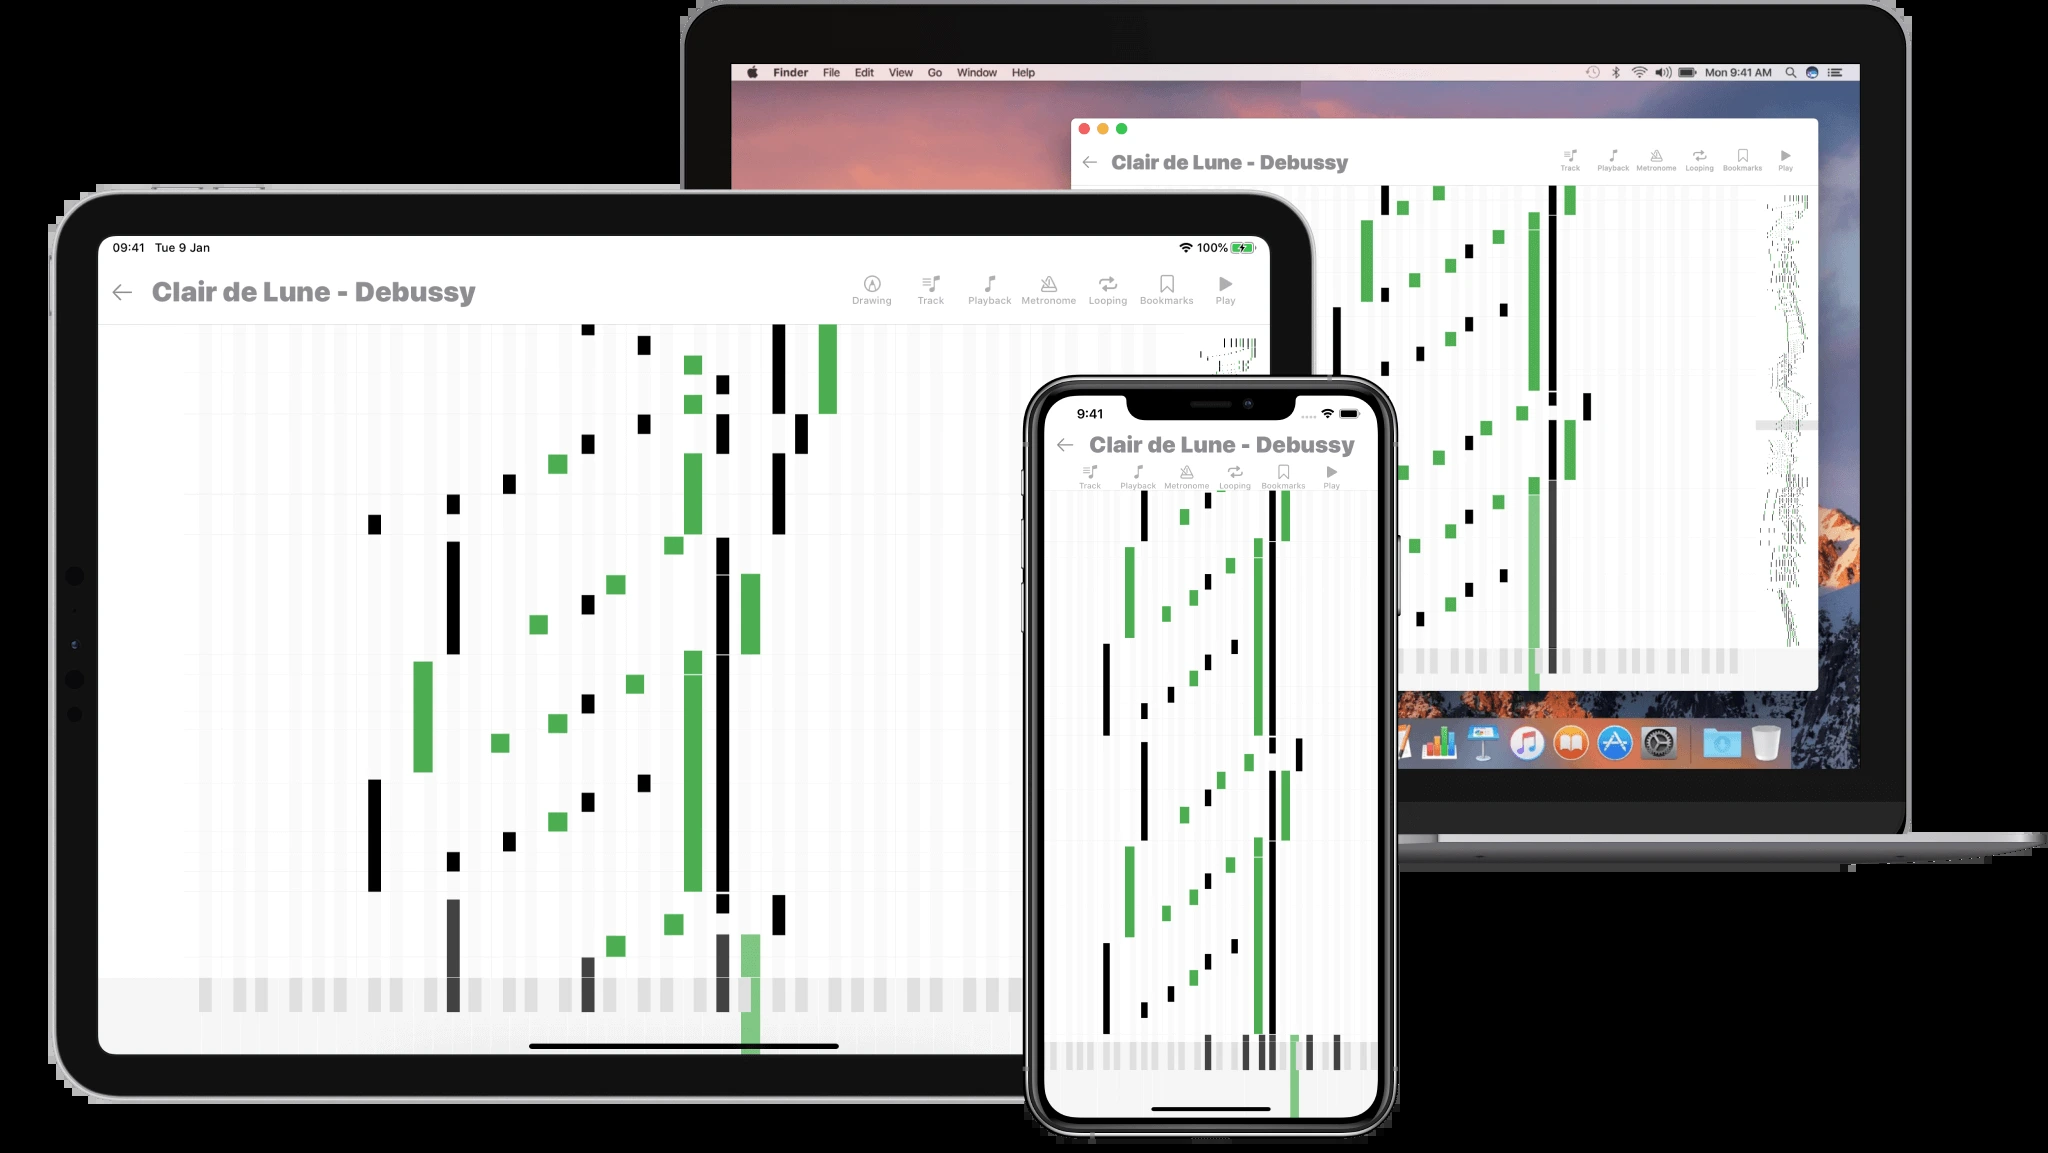 Finder File Edit View Go Window Help Mon 9:41 AM
Clair de Lune - Debussy
Track Playback Metronome Looping Bookmarks Play
09:41 Tue 9 Jan 100%
Clair de Lune - Debussy
Drawing Track Playback Metronome Looping Bookmarks Play
9:41
Clair de Lune - Debussy
Track Playback Metronome Looping Bookmarks Play